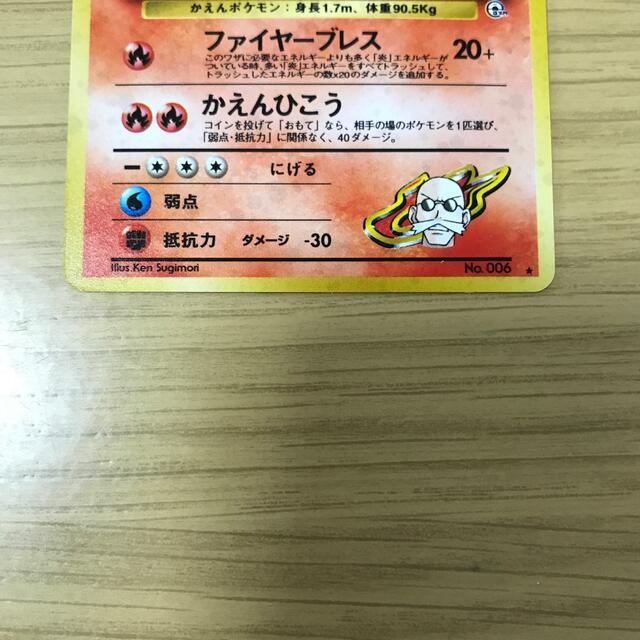 かえんポケモン：身長1.7m、体重90.5Kg
GYM
ファイヤーブレス 20+
このワザに必要なエネルギーよりも多く「炎」エネルギーが
ついている時、多い「炎」エネルギーをすべてトラッシュして、
トラッシュしたエネルギーの数×20のダメージを追加する。
かえんひこう
コインを投げて「おもて」なら、相手の場のポケモンを1匹選び、
「弱点・抵抗力」に関係なく、40ダメージ。
にげる
弱点
抵抗力 ダメージ -30
Illus.Ken Sugimori No.006 ★